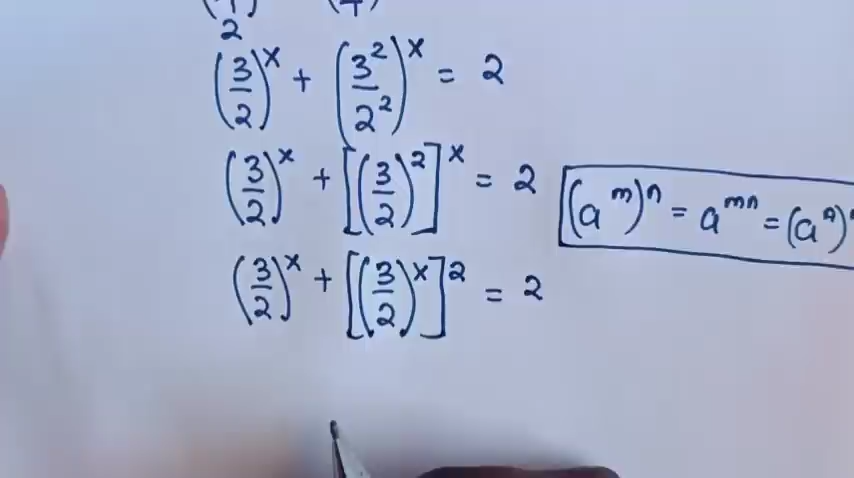 2
(3/2)^x + (3^2/2^2)^x = 2
(3/2)^x + [(3/2)^2]^x = 2
(a^m)^n = a^mn = (a^n)
(3/2)^x + [(3/2)^x]^2 = 2